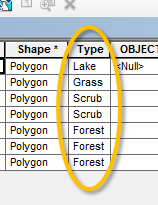 Shape * Type OBJECT
Polygon Lake <Null>
Polygon Grass
Polygon Scrub
Polygon Scrub
Polygon Forest
Polygon Forest
Polygon Forest